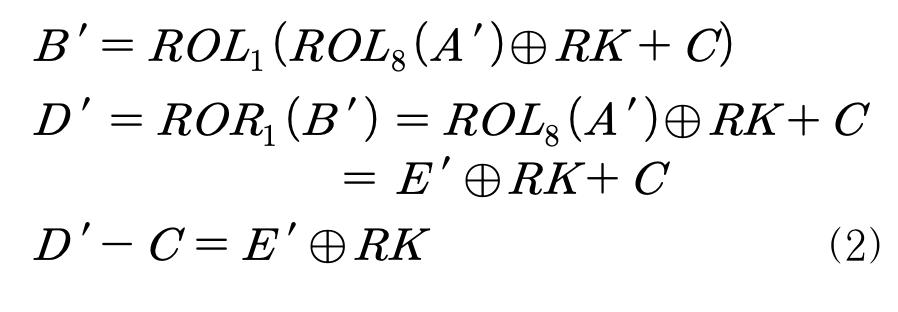 B′ = ROL₁(ROL₈(A′)⊕RK + C)
D′ = ROR₁(B′) = ROL₈(A′)⊕RK + C
= E′⊕RK + C
D′ − C = E′⊕RK (2)